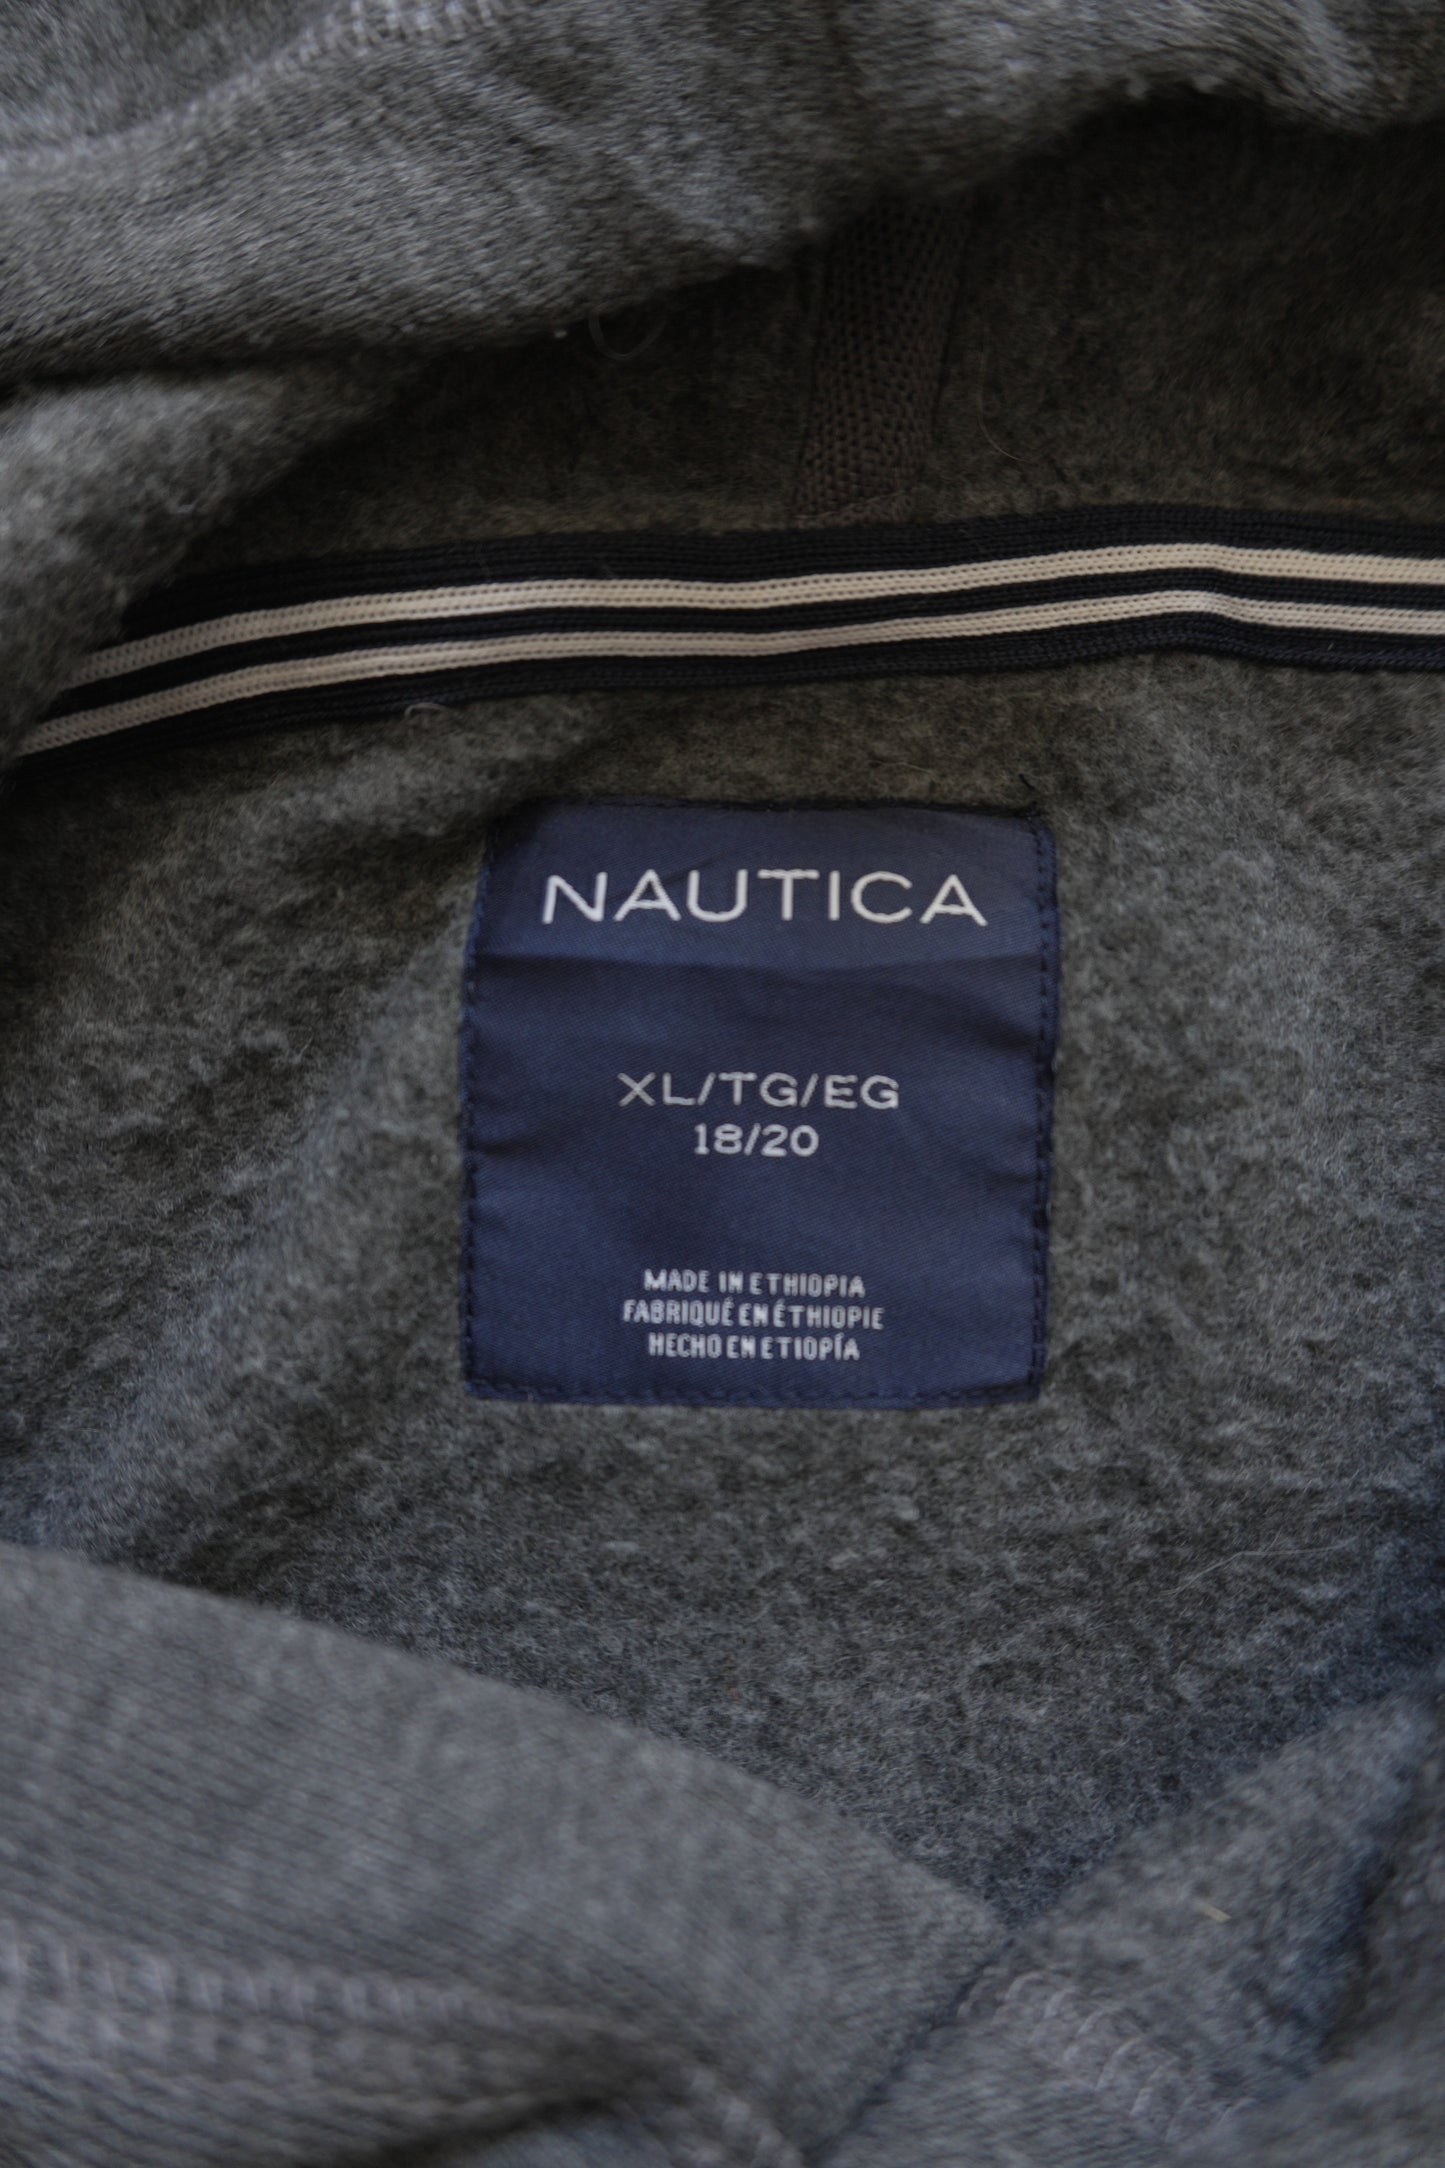 NAUTICA
XL/TG/EG
18/20
MADE IN ETHIOPIA
FABRIQUÉ EN ÉTHIOPIE
HECHO EN ETIOPÍA